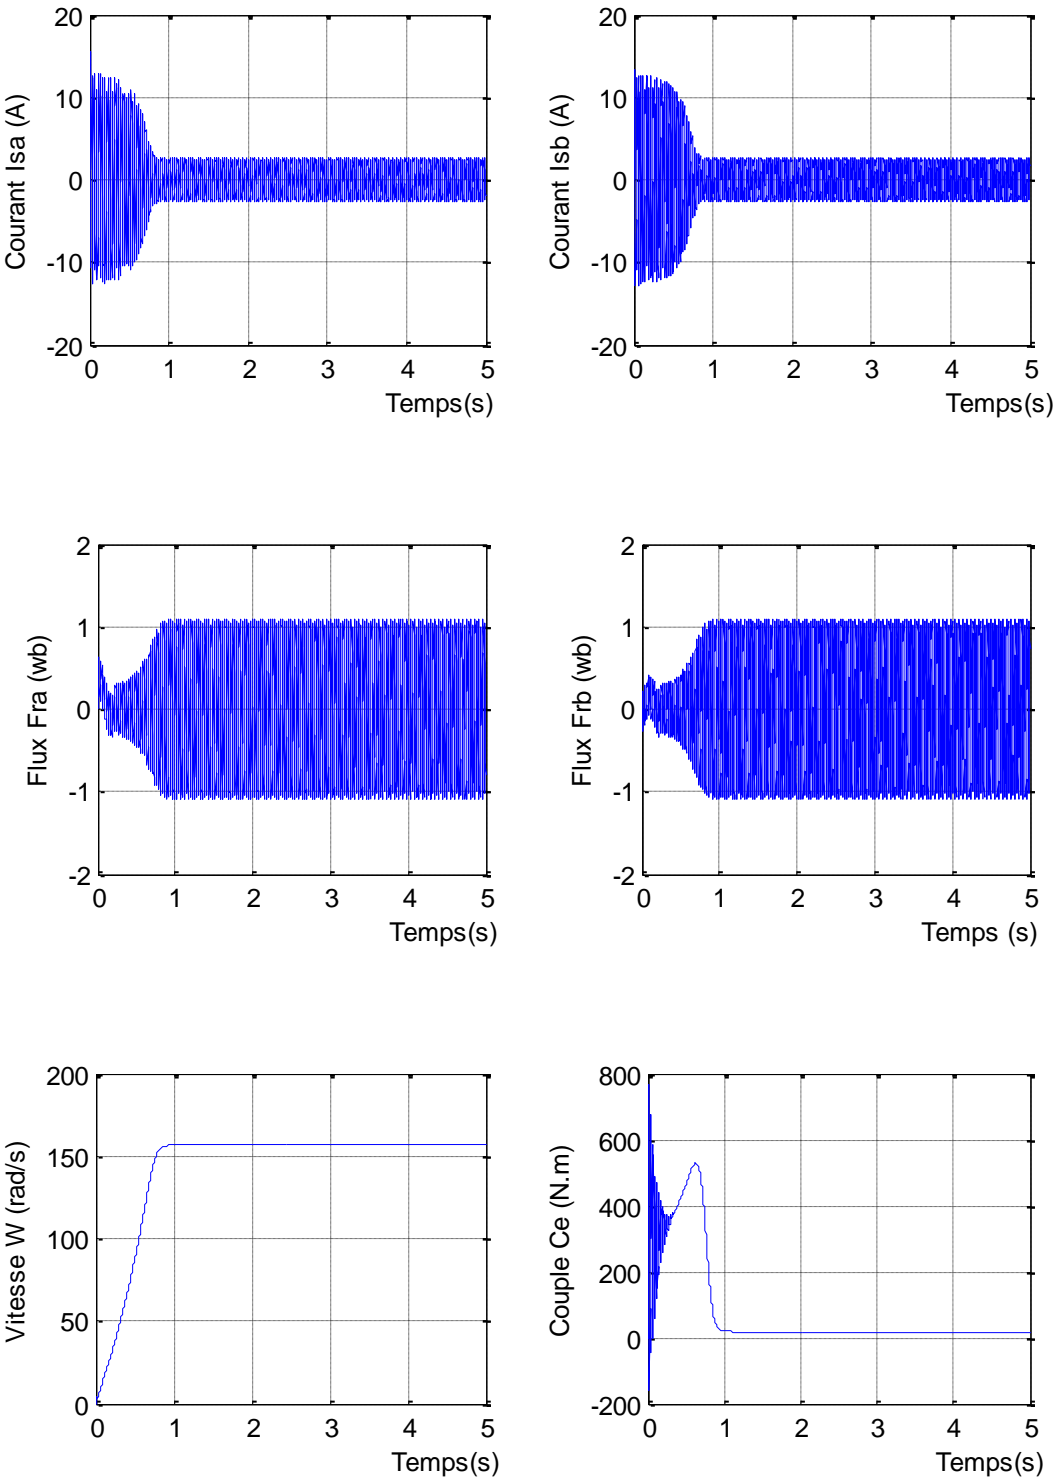 20
10
0
-10
-20
0 1 2 3 4 5
Courant Isa (A)
Temps(s)
20
10
0
-10
-20
0 1 2 3 4 5
Courant Isb (A)
Temps(s)
2
1
0
-1
-2
0 1 2 3 4 5
Flux Fra (wb)
Temps(s)
2
1
0
-1
-2
0 1 2 3 4 5
Flux Frb (wb)
Temps (s)
200
150
100
50
0
0 1 2 3 4 5
Vitesse W (rad/s)
Temps(s)
800
600
400
200
0
-200
0 1 2 3 4 5
Couple Ce (N.m)
Temps(s)